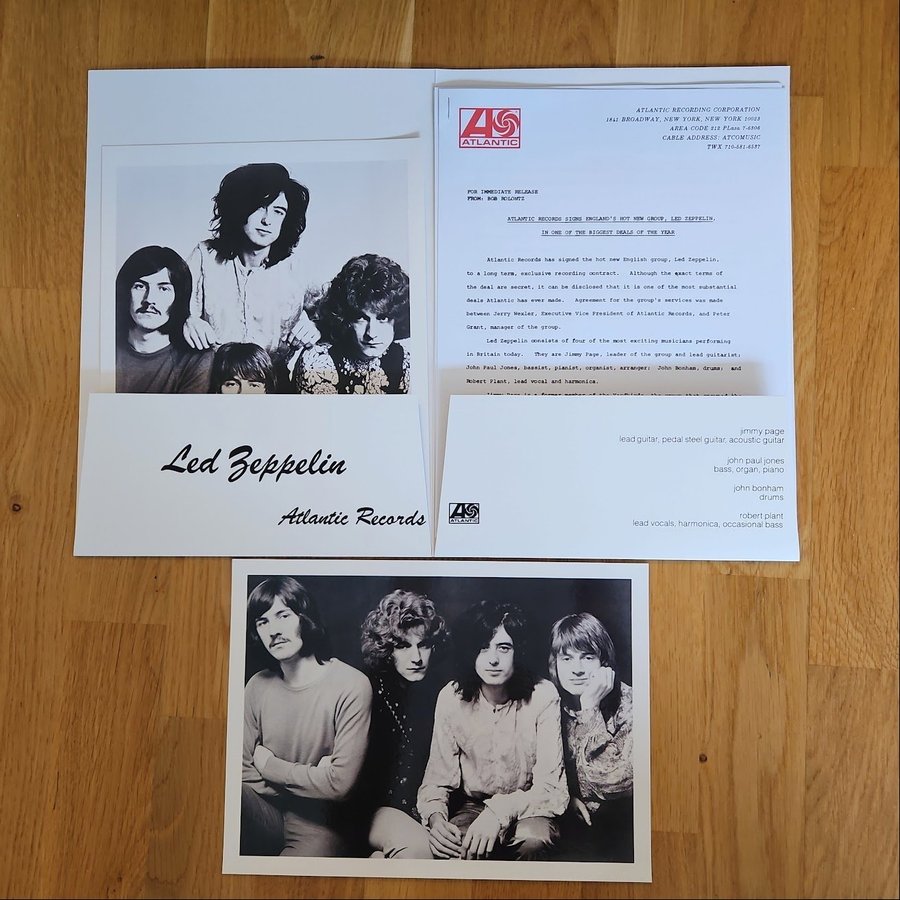 ATLANTIC
ATLANTIC RECORDING CORPORATION
1841 BROADWAY, NEW YORK, NEW YORK 10023
AREA CODE 212 PLaza 7-6306
CABLE ADDRESS: ATCOMUSIC
TWX 710-581-6537
FOR IMMEDIATE RELEASE
FROM: BOB ROLONTZ
ATLANTIC RECORDS SIGNS ENGLAND'S HOT NEW GROUP, LED ZEPPELIN,
IN ONE OF THE BIGGEST DEALS OF THE YEAR
Atlantic Records has signed the hot new English group, Led Zeppelin,
to a long term, exclusive recording contract. Although the exact terms of
the deal are secret, it can be disclosed that it is one of the most substantial
deals Atlantic has ever made. Agreement for the group's services was made
between Jerry Wexler, Executive Vice President of Atlantic Records, and Peter
Grant, manager of the group.
Led Zeppelin consists of four of the most exciting musicians performing
in Britain today. They are Jimmy Page, leader of the group and lead guitarist;
John Paul Jones, bassist, pianist, organist, arranger; John Bonham, drums; and
Robert Plant, lead vocal and harmonica.
Led Zeppelin
Atlantic Records
ATLANTIC
jimmy page
lead guitar, pedal steel guitar, acoustic guitar
john paul jones
bass, organ, piano
john bonham
drums
robert plant
lead vocals, harmonica, occasional bass